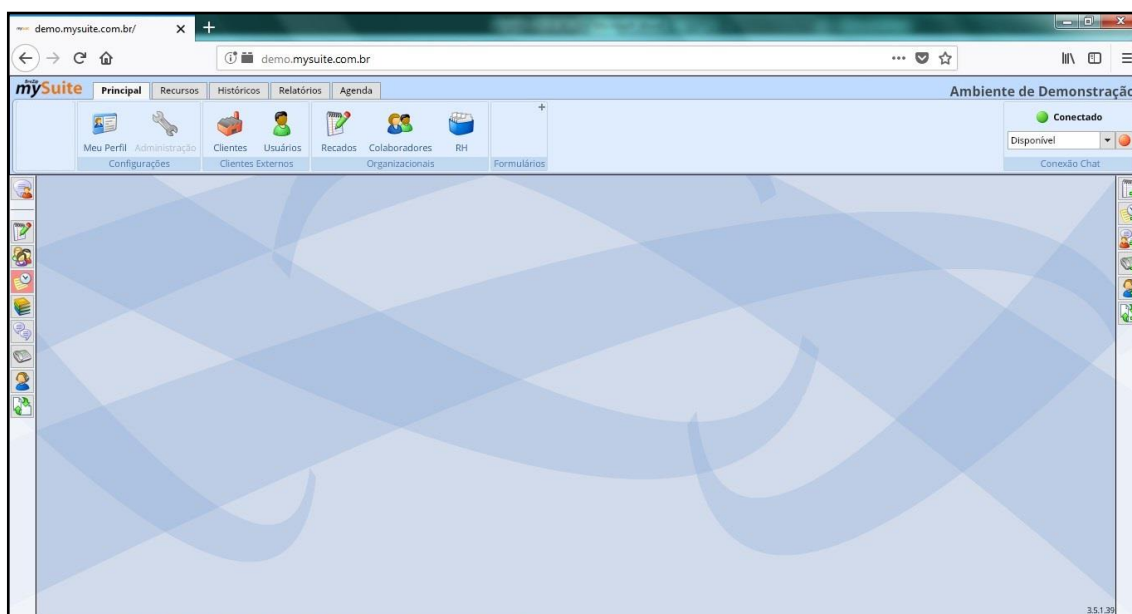 demo.mysuite.com.br/
demo.mysuite.com.br
mySuite Principal Recursos Históricos Relatórios Agenda Ambiente de Demonstração
Conectado
Disponível
Meu Perfil Administração Clientes Usuários Recados Colaboradores RH
Configurações Clientes Externos Organizacionais Formulários Conexão Chat
3.5.1.39